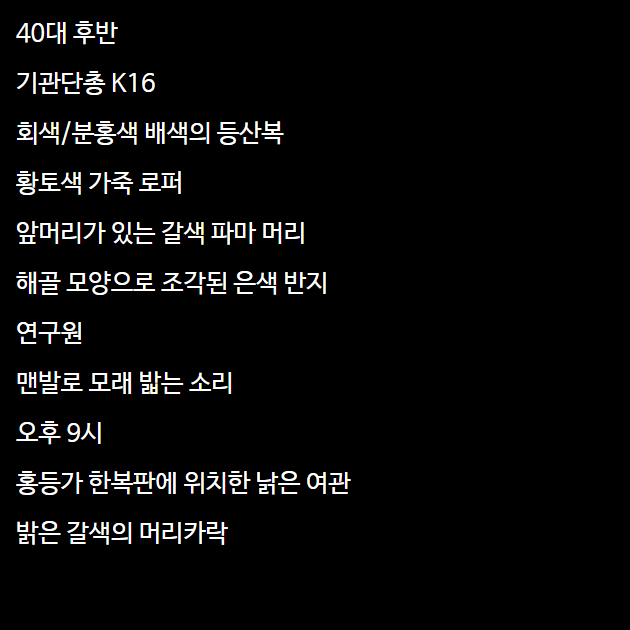 40대 후반
기관단총 K16
회색/분홍색 배색의 등산복
황토색 가죽 로퍼
앞머리가 있는 갈색 파마 머리
해골 모양으로 조각된 은색 반지
연구원
맨발로 모래 밟는 소리
오후 9시
홍등가 한복판에 위치한 낡은 여관
밝은 갈색의 머리카락